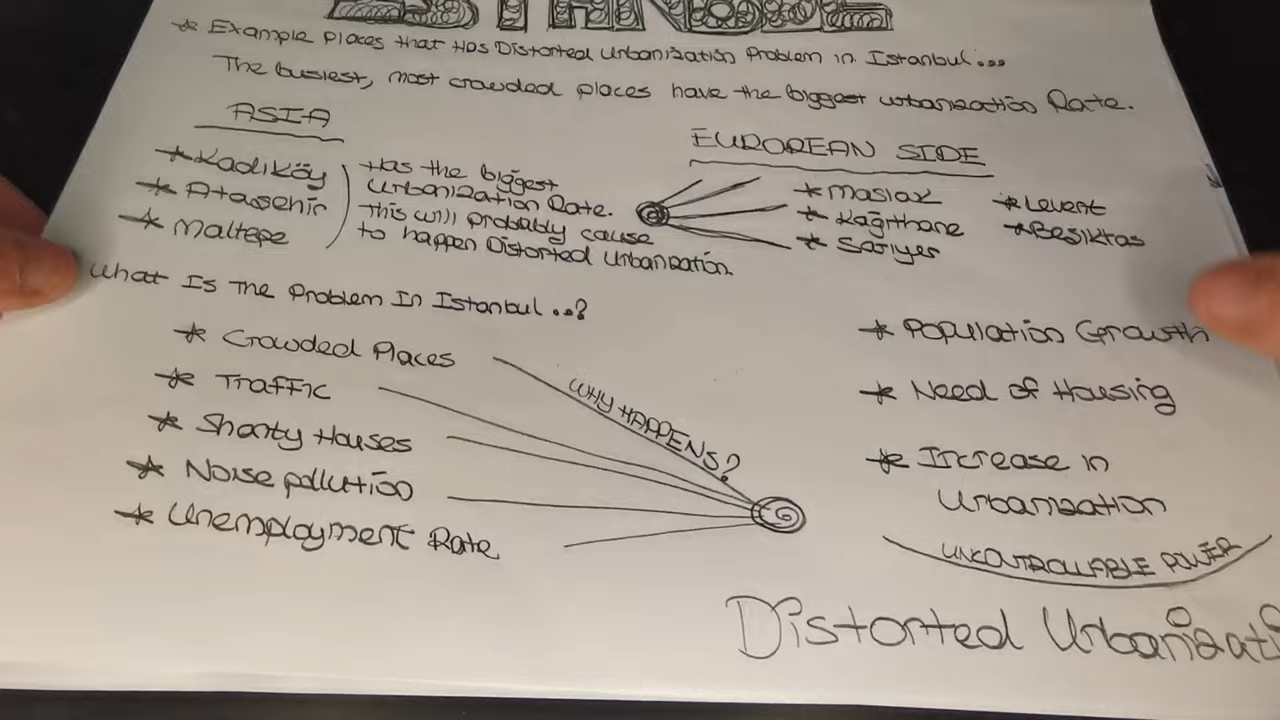 ISTANBUL
* Example Places that Has Distorted Urbanization Problem in Istanbul...
The busiest, most crowded places have the biggest urbanization Rate.
ASIA
* Kadıköy
* Ataşehir
* Maltepe
Has the biggest
Urbanization Rate.
This will probably cause
to happen Distorted Urbanization.
EUROREAN SIDE
* Maslak
* Kağıthane
* Sarıyer
* Levent
* Beşiktaş
What Is The Problem In Istanbul...?
* Crowded Places
* Traffic
* Shanty Houses
* Noise pollution
* Unemployment Rate
WHY HAPPENS?
* Population Growth
* Need of Housing
* Increase in
Urbanization
UNCONTROLLABLE POWER
Distorted Urbanizati